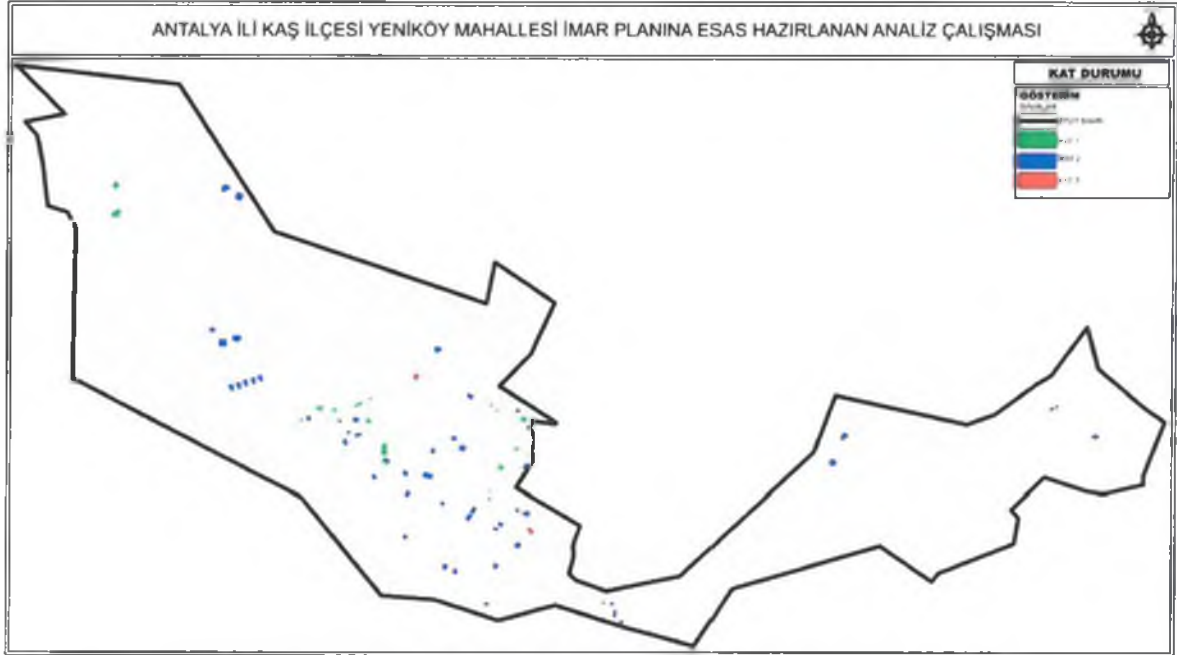 ANTALYA İLİ KAŞ İLÇESİ YENİKÖY MAHALLESİ İMAR PLANINA ESAS HAZIRLANAN ANALİZ ÇALIŞMASI
KAT DURUMU
GÖSTERİM